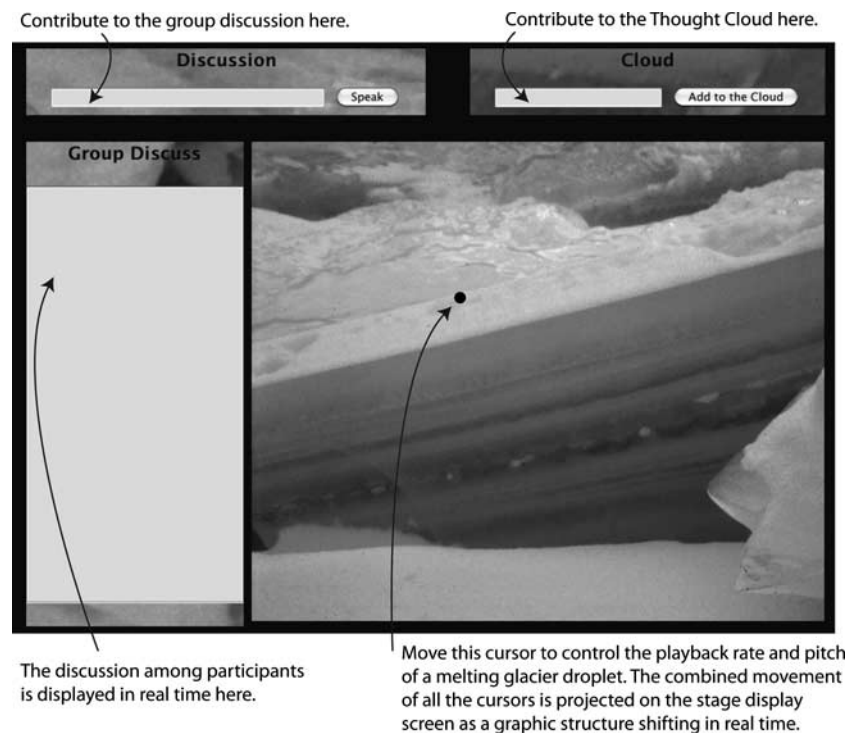 Contribute to the group discussion here.
Contribute to the Thought Cloud here.
Discussion
Cloud
Speak
Add to the Cloud
Group Discuss
The discussion among participants
is displayed in real time here.
Move this cursor to control the playback rate and pitch
of a melting glacier droplet. The combined movement
of all the cursors is projected on the stage display
screen as a graphic structure shifting in real time.